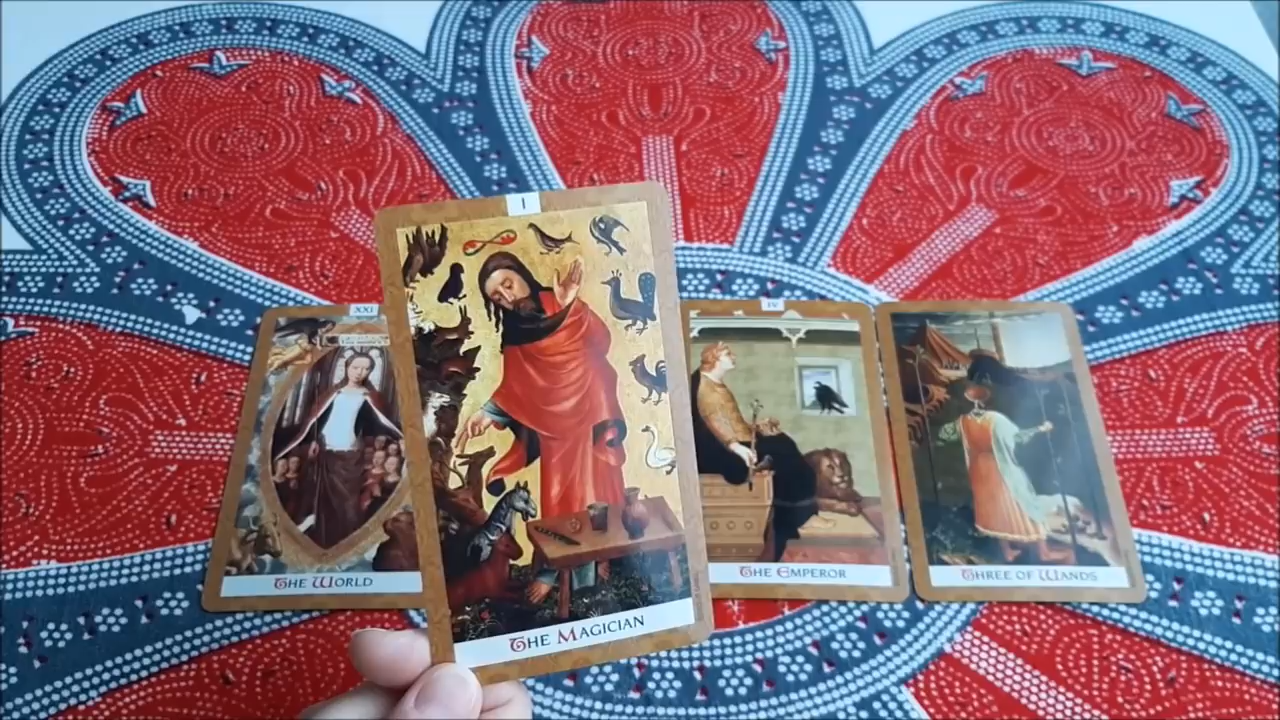 I
XXI
IV
THE WORLD
THE MAGICIAN
THE EMPEROR
THREE OF WANDS